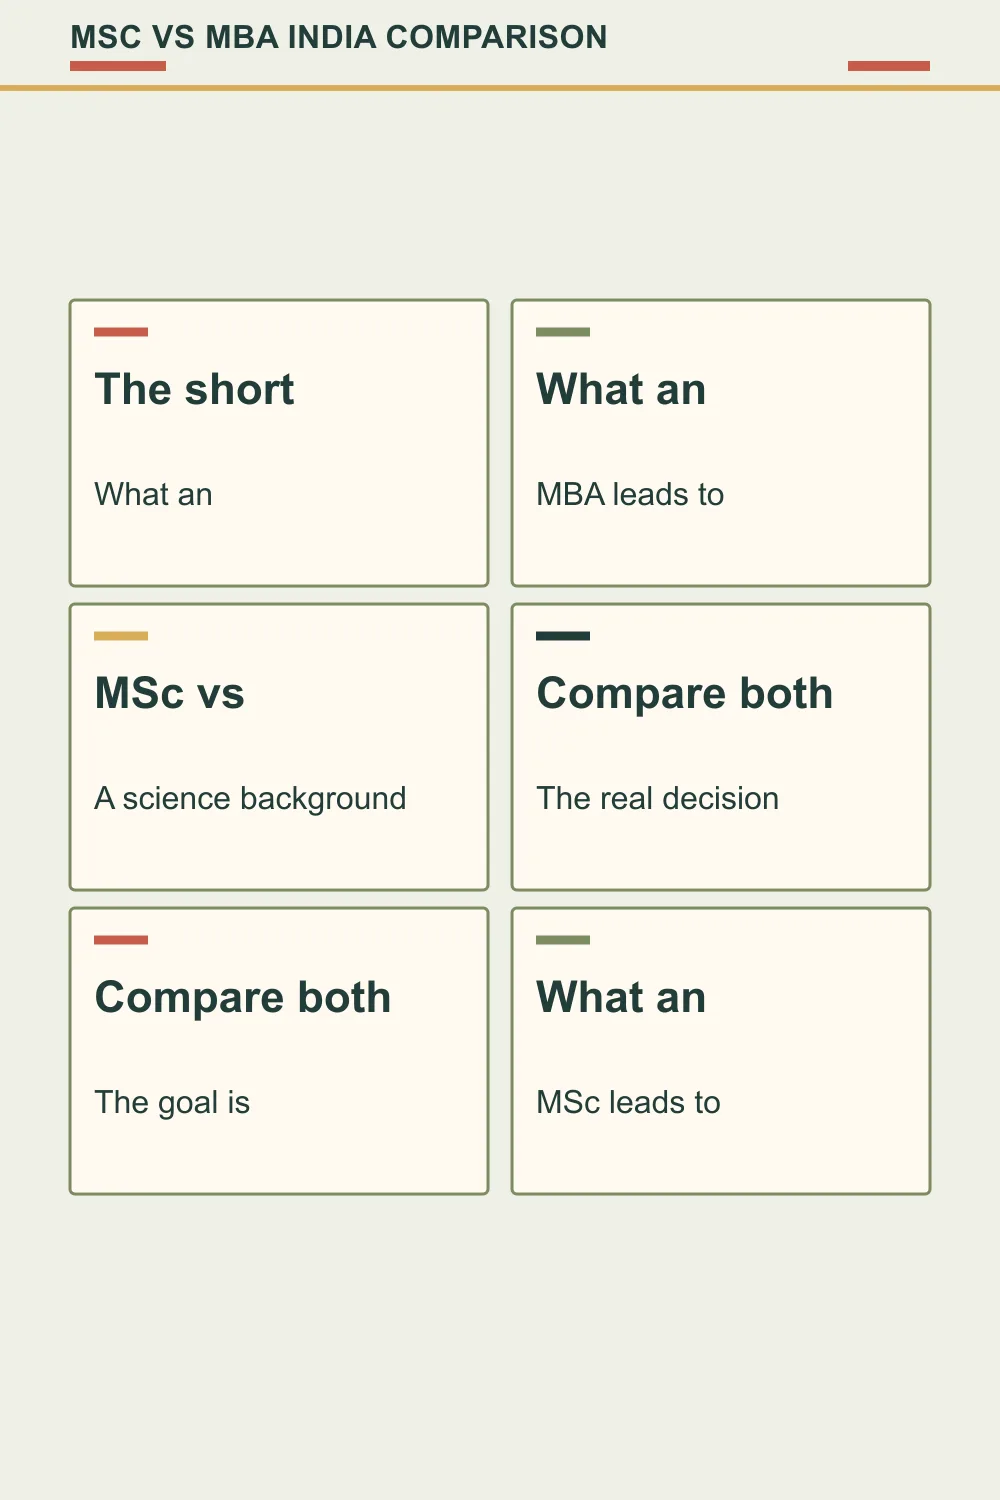 MSC VS MBA INDIA COMPARISON
The short
What an
What an
MBA leads to
MSc vs
A science background
Compare both
The real decision
Compare both
The goal is
What an
MSc leads to